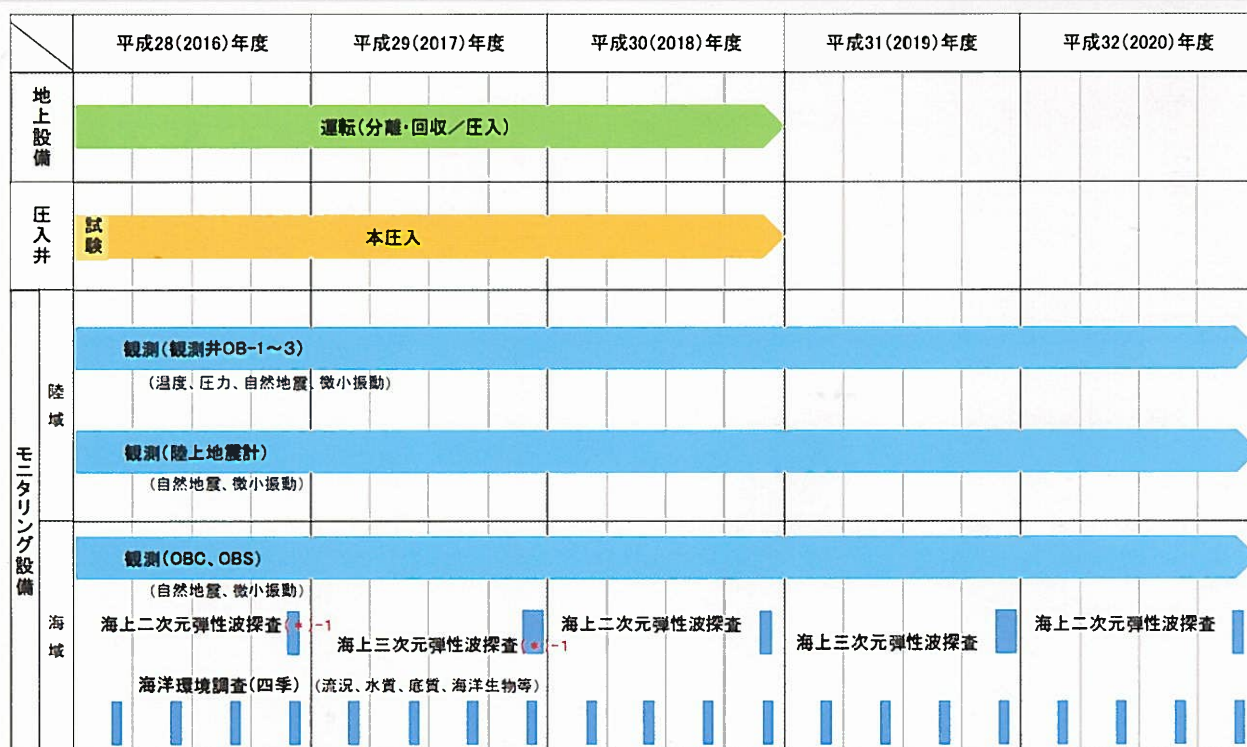 平成28(2016)年度
平成29(2017)年度
平成30(2018)年度
平成31(2019)年度
平成32(2020)年度
地上設備
運転(分離・回収／圧入)
圧入井
試験
本圧入
モニタリング設備
陸域
観測(観測井OB-1～3)
(温度、圧力、自然地震、微小振動)
観測(陸上地震計)
(自然地震、微小振動)
海域
観測(OBC、OBS)
(自然地震、微小振動)
海上二次元弾性波探査(*)-1
海上三次元弾性波探査(*)-1
海上二次元弾性波探査
海上三次元弾性波探査
海上二次元弾性波探査
海洋環境調査(四季) (流況、水質、底質、海洋生物等)